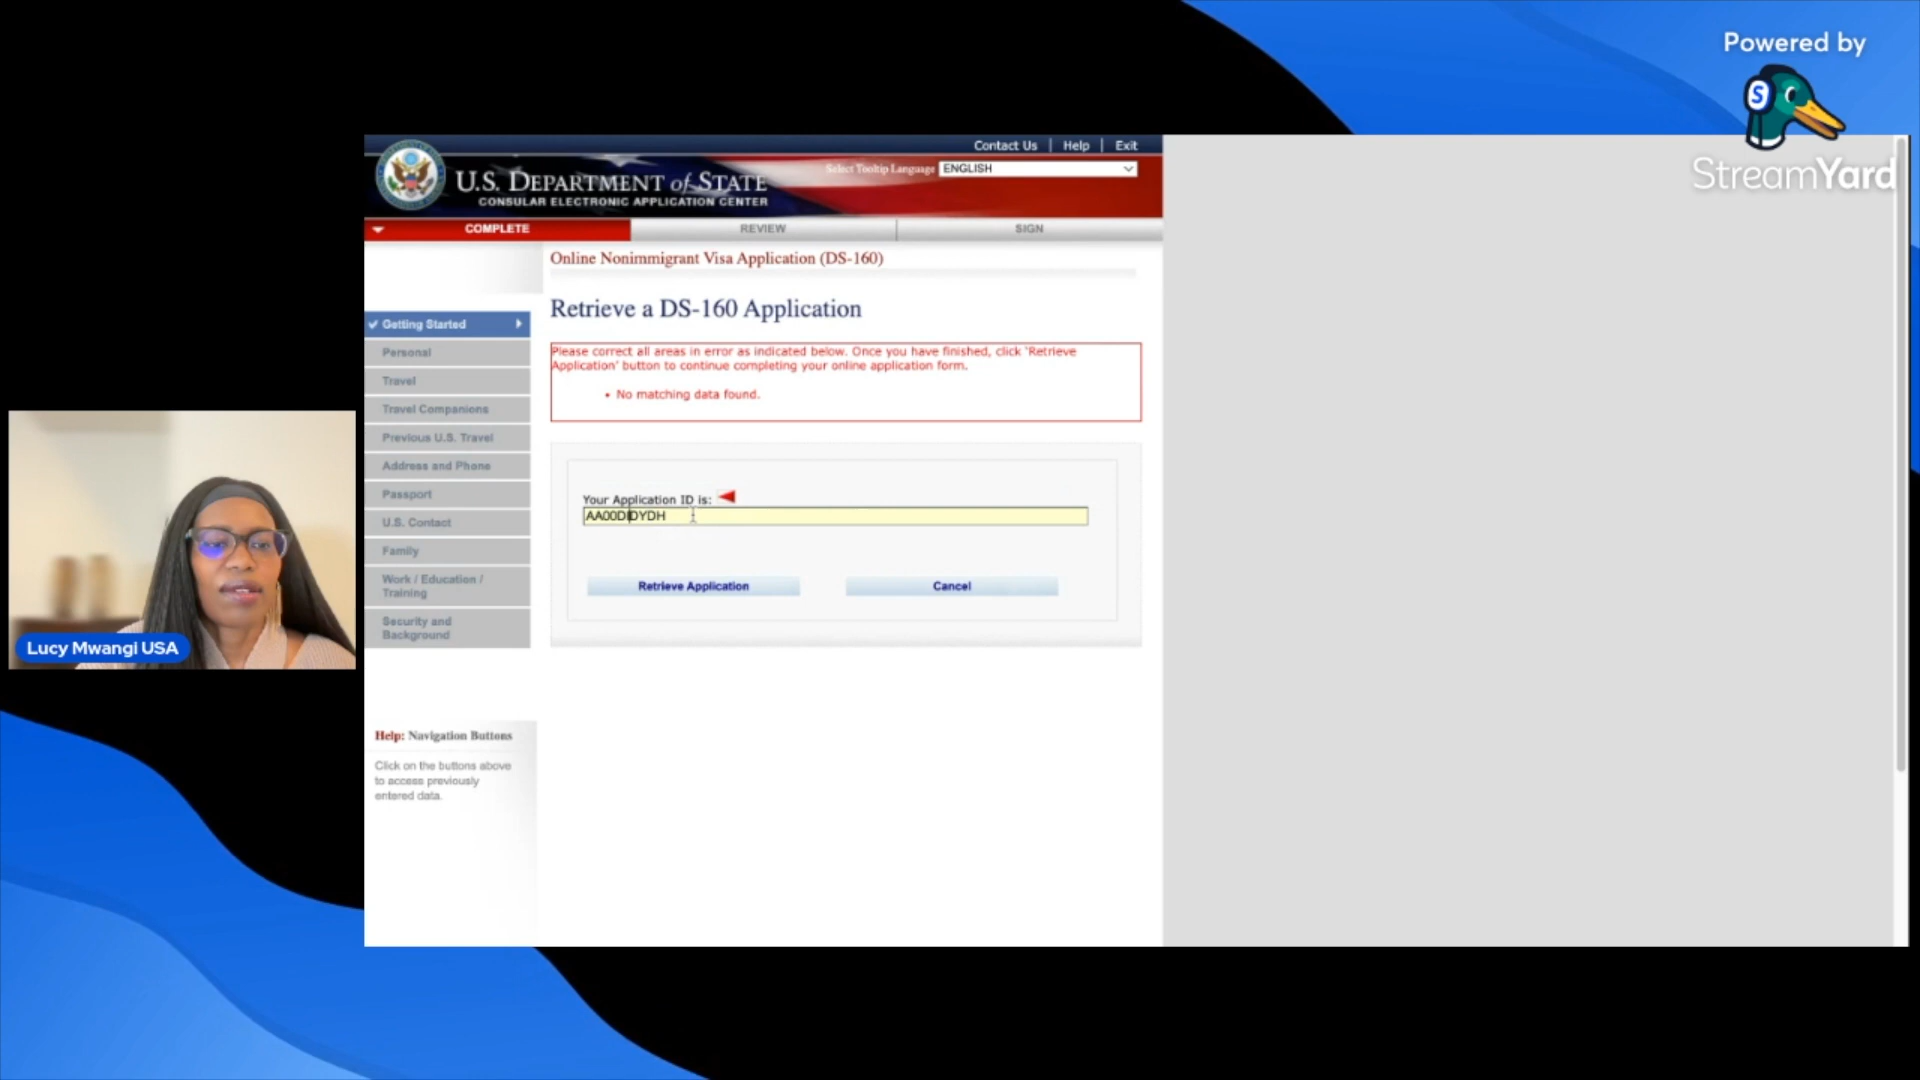 Powered by
StreamYard
Contact Us | Help | Exit
Select Tooltip Language ENGLISH
U.S. DEPARTMENT of STATE
CONSULAR ELECTRONIC APPLICATION CENTER
COMPLETE REVIEW SIGN
Online Nonimmigrant Visa Application (DS-160)
Retrieve a DS-160 Application
Please correct all areas in error as indicated below. Once you have finished, click 'Retrieve
Application' button to continue completing your online application form.
• No matching data found.
Getting Started
Personal
Travel
Travel Companions
Previous U.S. Travel
Address and Phone
Passport
U.S. Contact
Family
Work / Education /
Training
Security and
Background
Your Application ID is:
Retrieve Application Cancel
Lucy Mwangi USA
Help: Navigation Buttons
Click on the buttons above
to access previously
entered data.